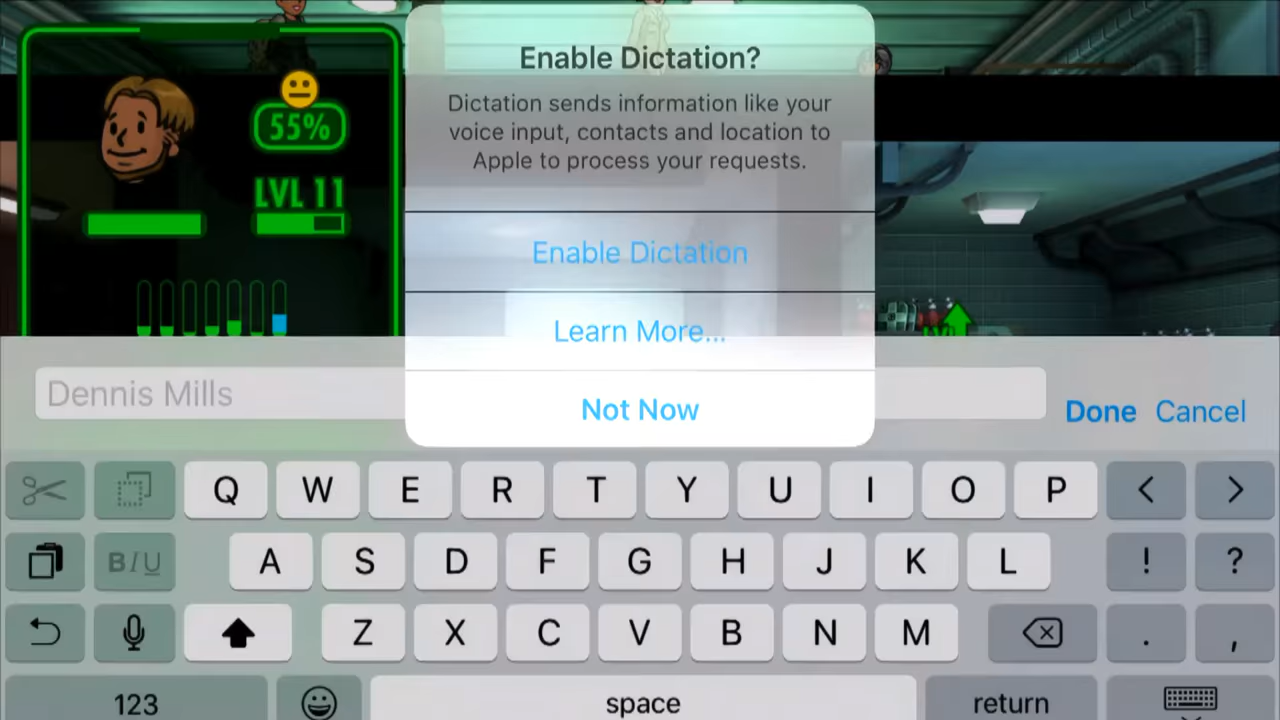 Enable Dictation?
Dictation sends information like your
voice input, contacts and location to
Apple to process your requests.
Enable Dictation
Learn More...
Not Now
55%
LVL 11
Dennis Mills
Done Cancel
Q W E R T Y U I O P < >
B I U A S D F G H J K L ! ?
Z X C V B N M . ,
123 space return